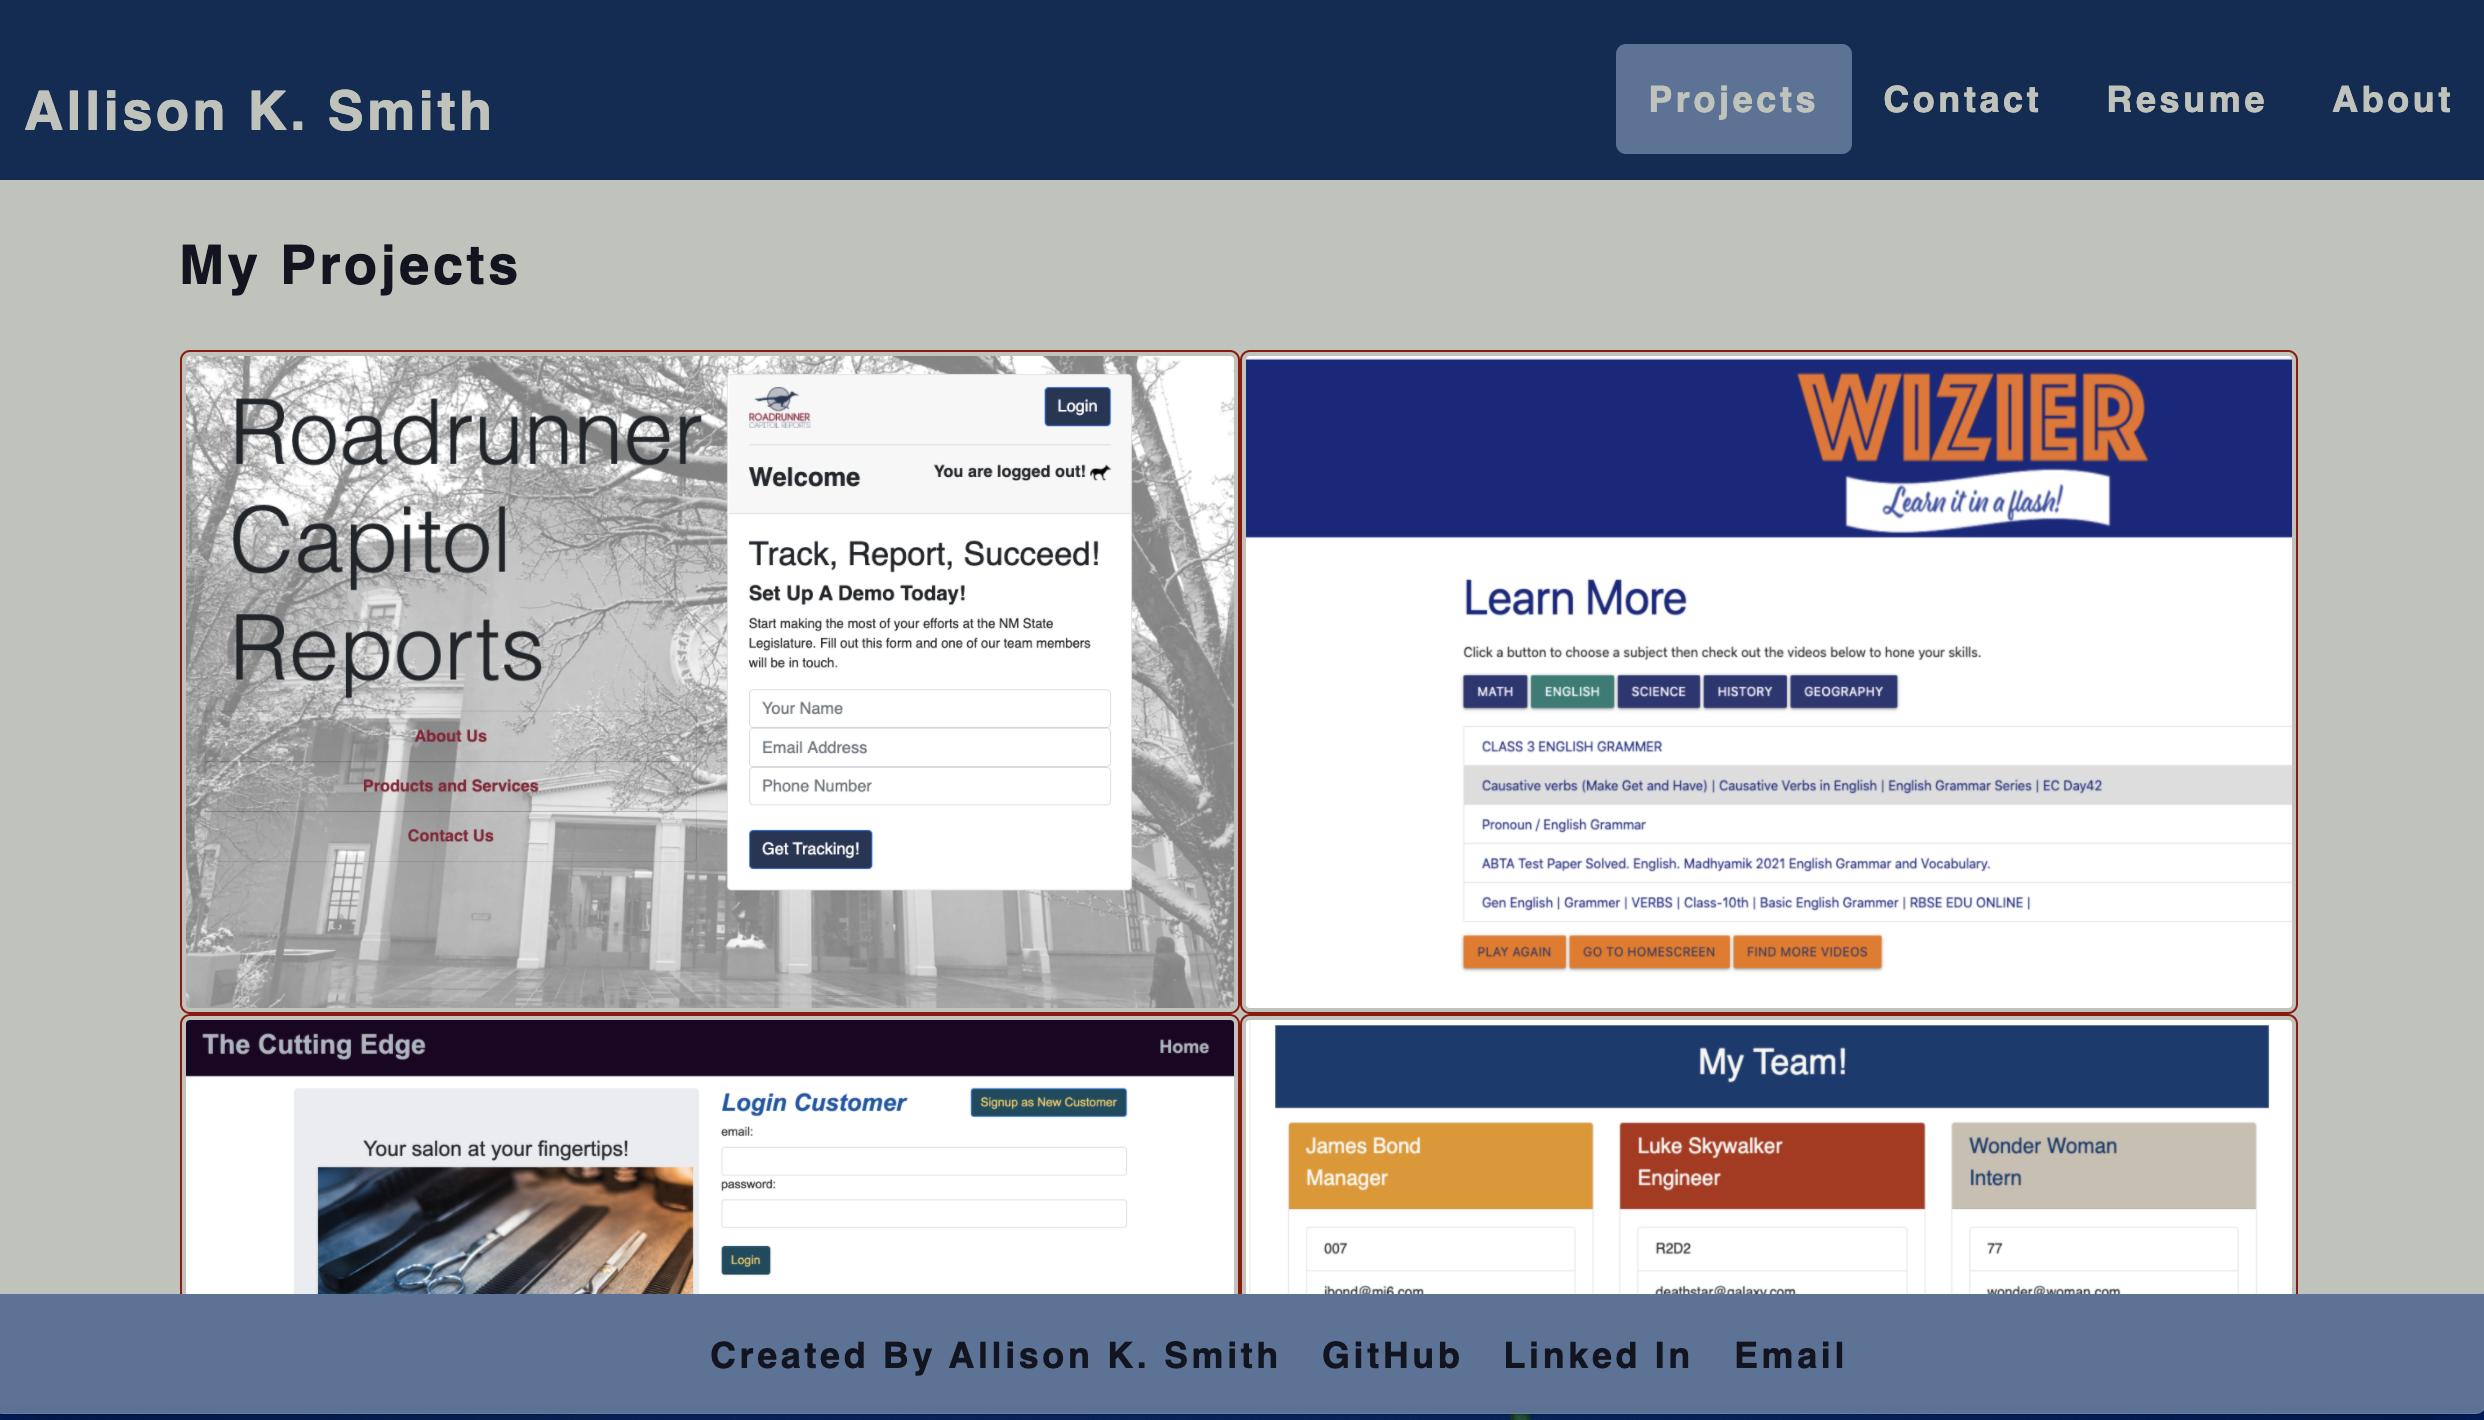 Allison K. Smith
Projects Contact Resume About
My Projects
Roadrunner
Capitol
Reports
About Us
Products and Services
Contact Us
ROADRUNNER
CAPITOL REPORTS
Login
Welcome
You are logged out!
Track, Report, Succeed!
Set Up A Demo Today!
Start making the most of your efforts at the NM State
Legislature. Fill out this form and one of our team members
will be in touch.
Your Name
Email Address
Phone Number
Get Tracking!
WIZIER
Learn it in a flash!
Learn More
Click a button to choose a subject then check out the videos below to hone your skills.
MATH ENGLISH SCIENCE HISTORY GEOGRAPHY
CLASS 3 ENGLISH GRAMMER
Causative verbs (Make Get and Have) | Causative Verbs in English | English Grammar Series | EC Day42
Pronoun / English Grammar
ABTA Test Paper Solved. English. Madhyamik 2021 English Grammar and Vocabulary.
Gen English | Grammer | VERBS | Class-10th | Basic English Grammer | RBSE EDU ONLINE |
PLAY AGAIN GO TO HOMESCREEN FIND MORE VIDEOS
The Cutting Edge
Home
Your salon at your fingertips!
Login Customer
Signup as New Customer
email:
password:
Login
My Team!
James Bond
Manager
007
jbond@mi6.com
Luke Skywalker
Engineer
R2D2
deathstar@galaxy.com
Wonder Woman
Intern
77
wonder@woman.com
Created By Allison K. Smith GitHub Linked In Email